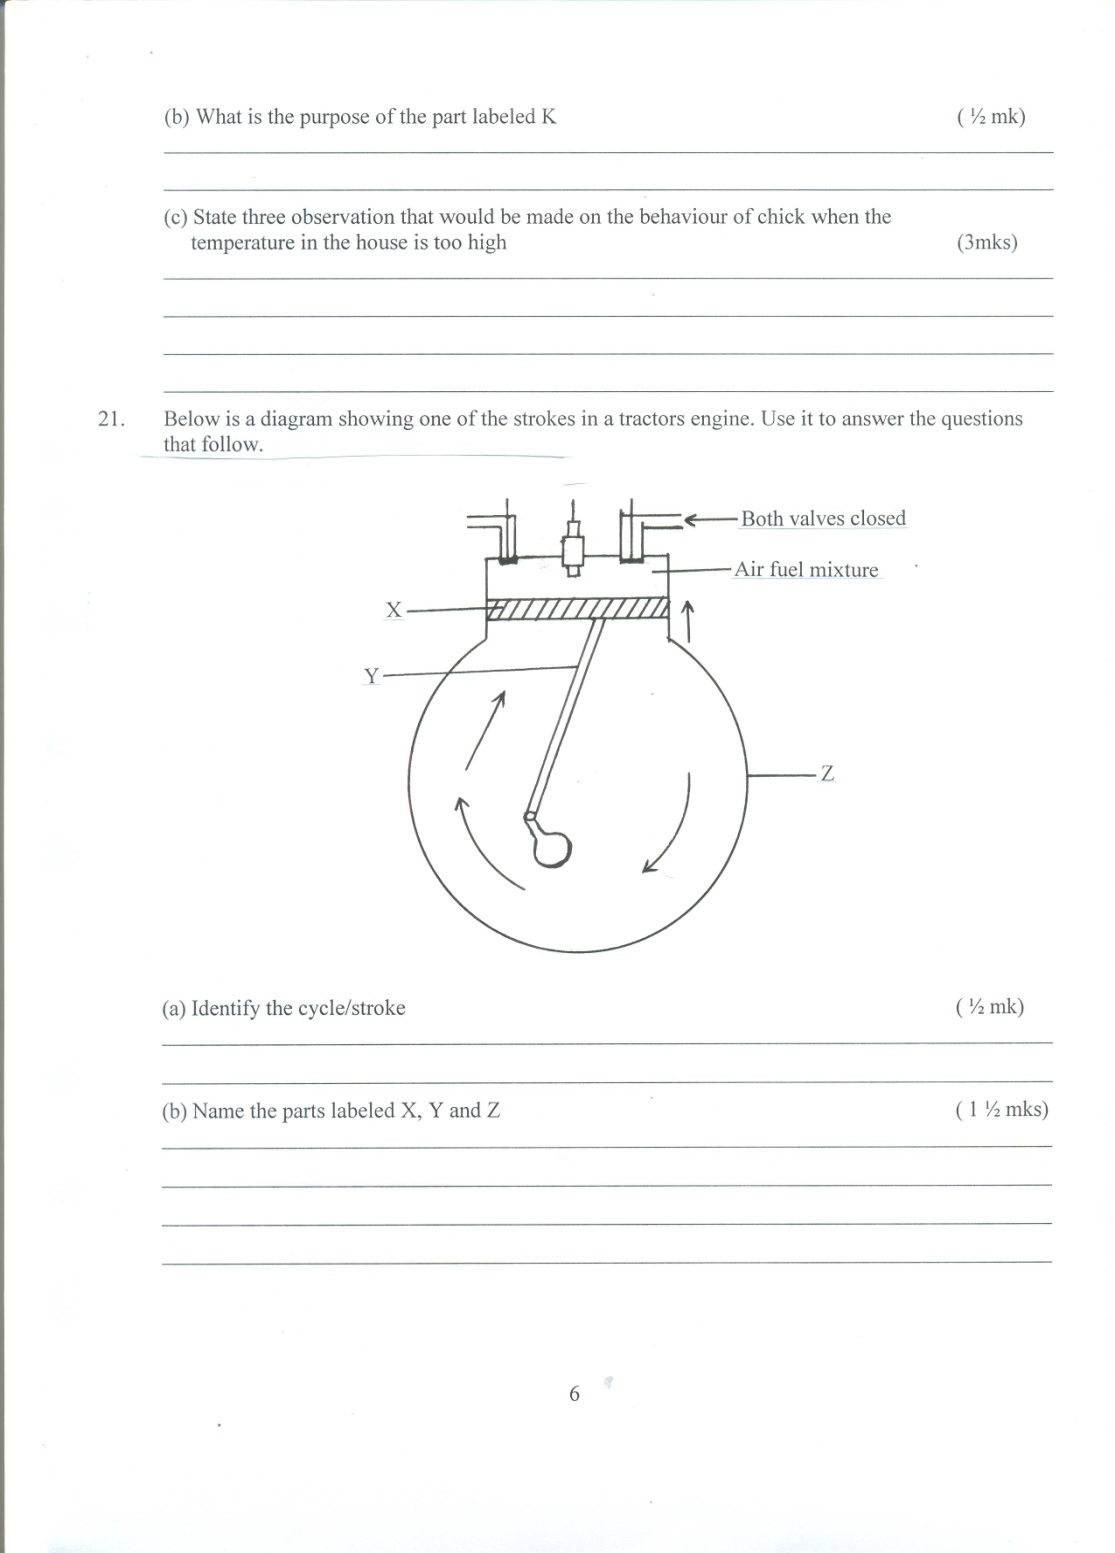 (b) What is the purpose of the part labeled K ( ½ mk)
(c) State three observation that would be made on the behaviour of chick when the
temperature in the house is too high (3mks)
21. Below is a diagram showing one of the strokes in a tractors engine. Use it to answer the questions
that follow.
Both valves closed
Air fuel mixture
X
Y
Z
(a) Identify the cycle/stroke ( ½ mk)
(b) Name the parts labeled X, Y and Z ( 1 ½ mks)
6